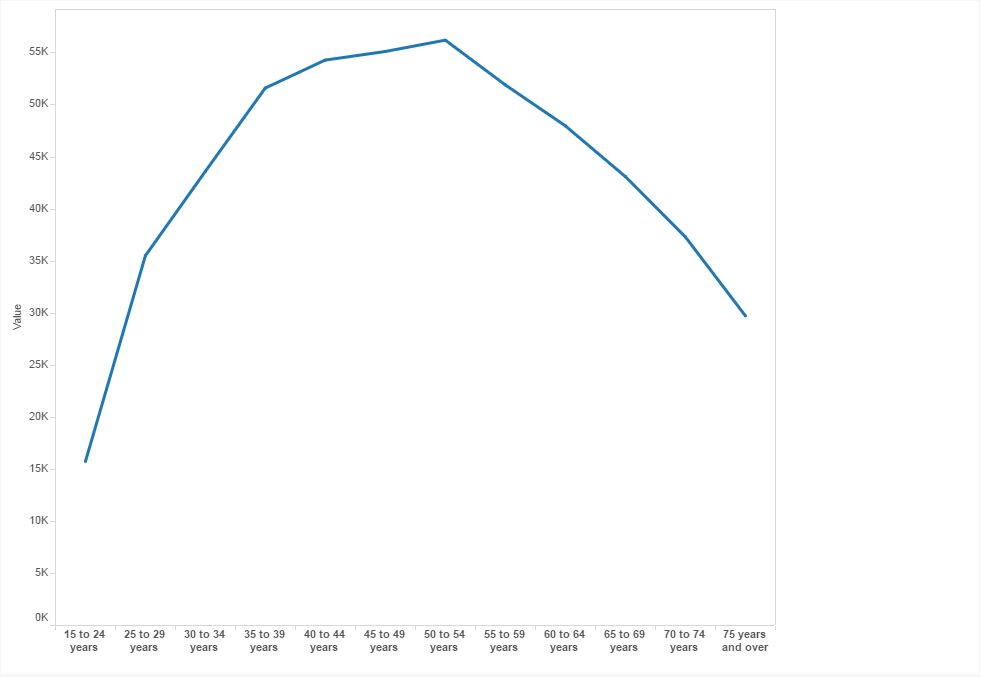 55K
50K
45K
40K
35K
30K
Value
25K
20K
15K
10K
5K
0K
15 to 24 25 to 29 30 to 34 35 to 39 40 to 44 45 to 49 50 to 54 55 to 59 60 to 64 65 to 69 70 to 74 75 years
years years years years years years years years years years years and over